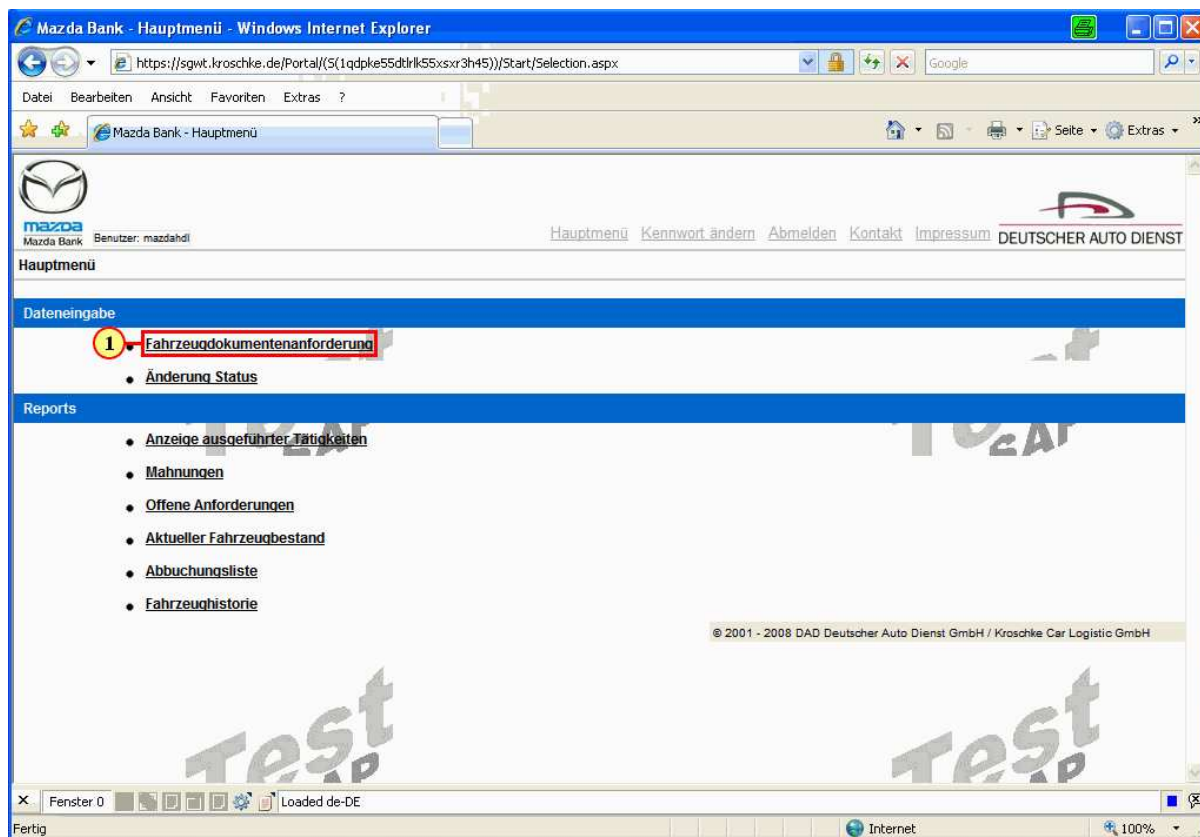 Mazda Bank - Hauptmenü - Windows Internet Explorer
https://sgwt.kroschke.de/Portal/(S(1qdpke55dtlrlk55xsxr3h45))/Start/Selection.aspx
Google
Datei Bearbeiten Ansicht Favoriten Extras ?
Mazda Bank - Hauptmenü
Seite Extras »
mazda
Mazda Bank Benutzer: mazdahdl
Hauptmenü Kennwort ändern Abmelden Kontakt Impressum DEUTSCHER AUTO DIENST
Hauptmenü
Dateneingabe
1 Fahrzeugdokumentenanforderung
Änderung Status
Reports
Anzeige ausgeführter Tätigkeiten
Mahnungen
Offene Anforderungen
Aktueller Fahrzeugbestand
Abbuchungsliste
Fahrzeughistorie
© 2001 - 2008 DAD Deutscher Auto Dienst GmbH / Kroschke Car Logistic GmbH
Test Test
SAP SAP
Fenster 0 Loaded de-DE
Fertig Internet 100%